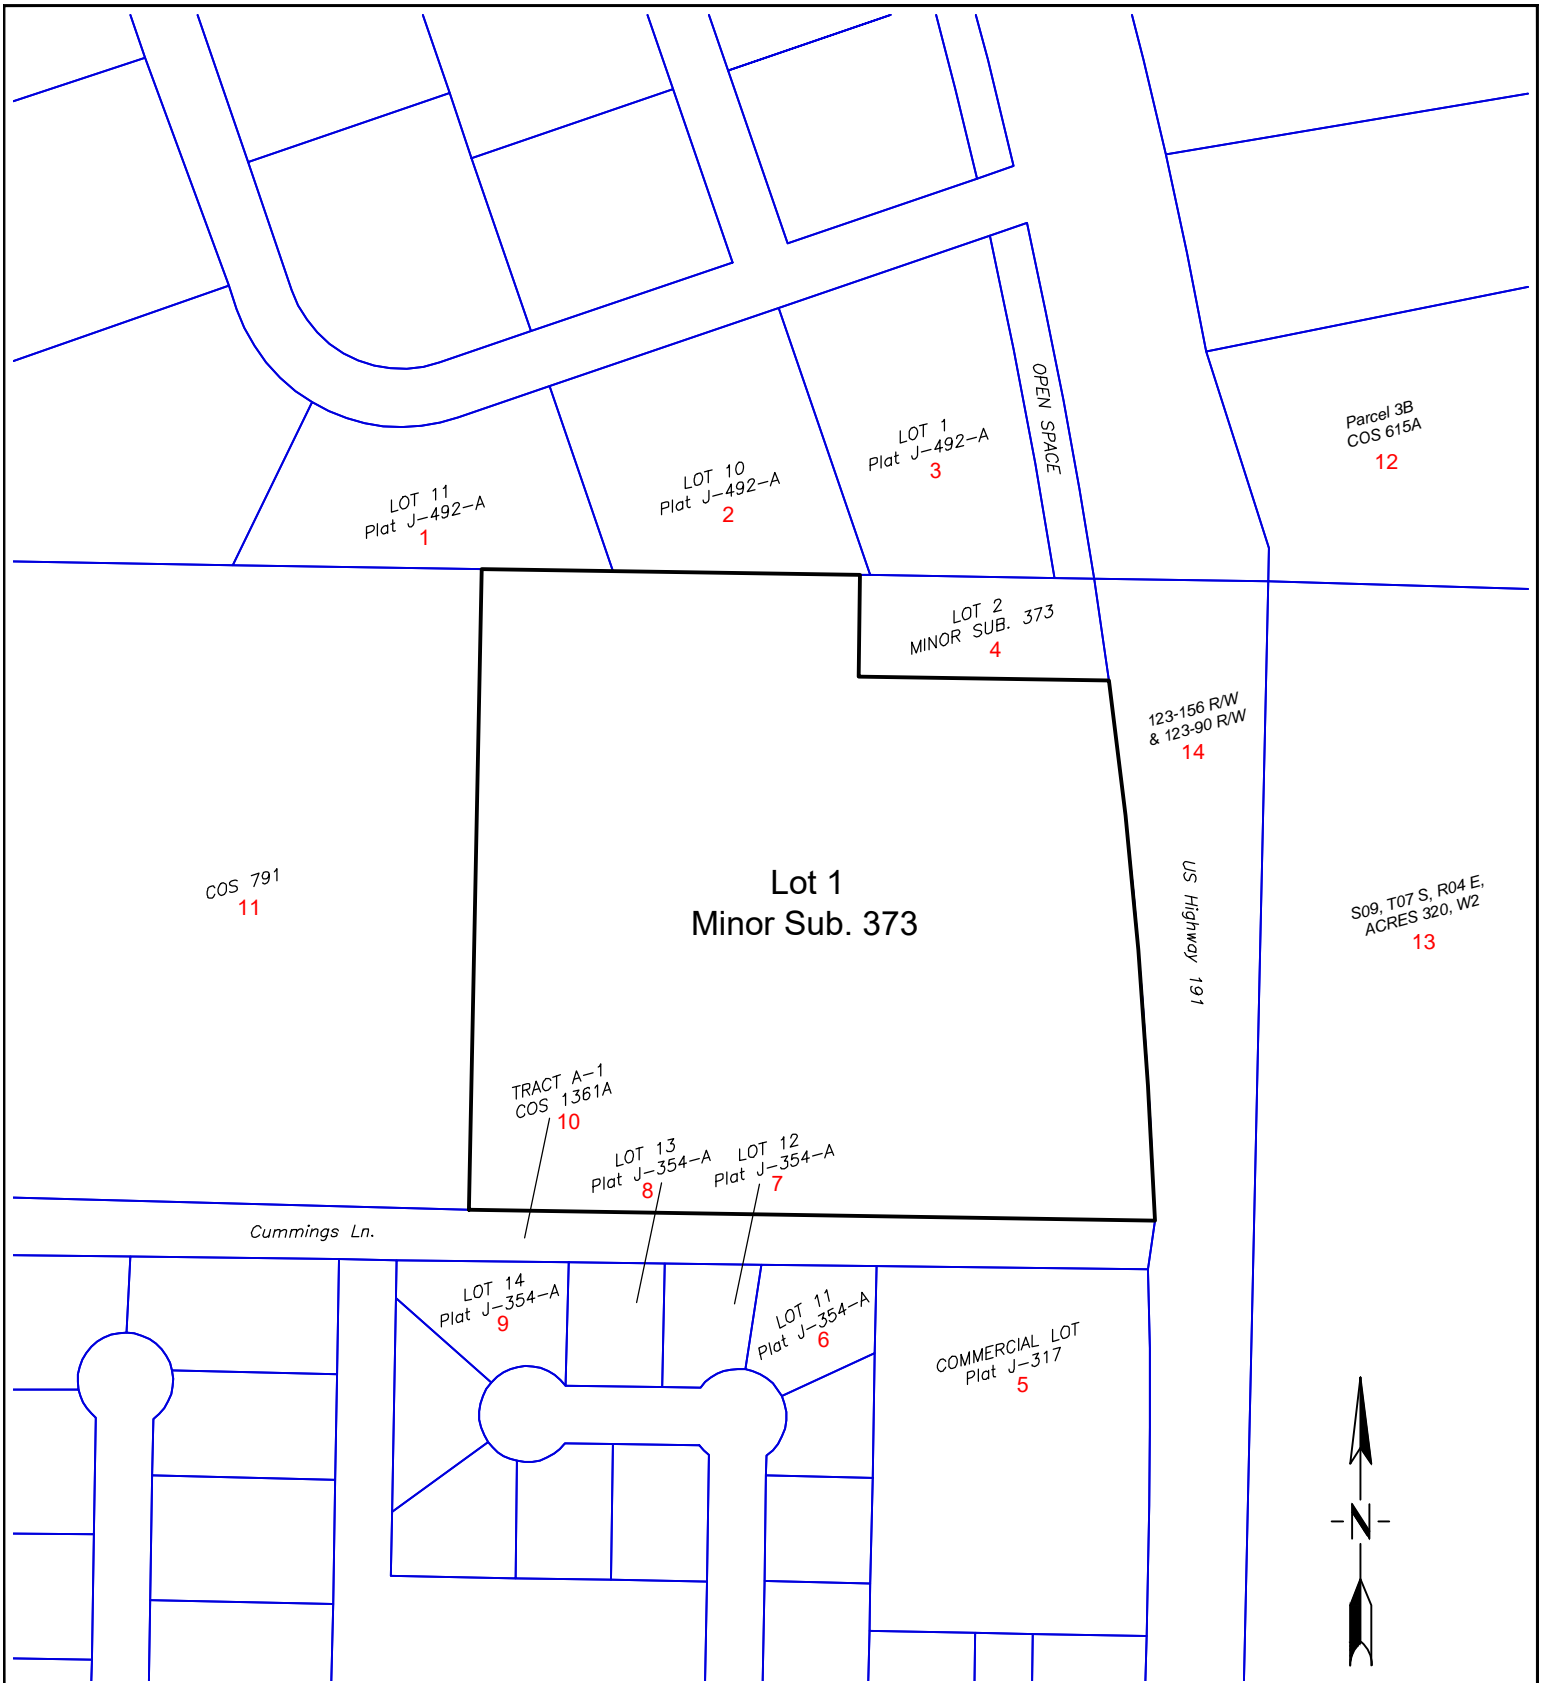 OPEN SPACE
Parcel 3B
COS 615A
12
LOT 1
Plat J-492-A
3
LOT 10
Plat J-492-A
2
LOT 11
Plat J-492-A
1
LOT 2
MINOR SUB. 373
4
123-156 R/W
& 123-90 R/W
14
COS 791
11
Lot 1
Minor Sub. 373
US Highway 191
S09, T07 S, R04 E,
ACRES 320, W2
13
TRACT A-1
COS 1361A
10
LOT 13
Plat J-354-A
8
LOT 12
Plat J-354-A
7
Cummings Ln.
LOT 14
Plat J-354-A
9
LOT 11
Plat J-354-A
6
COMMERCIAL LOT
Plat J-317
5
N